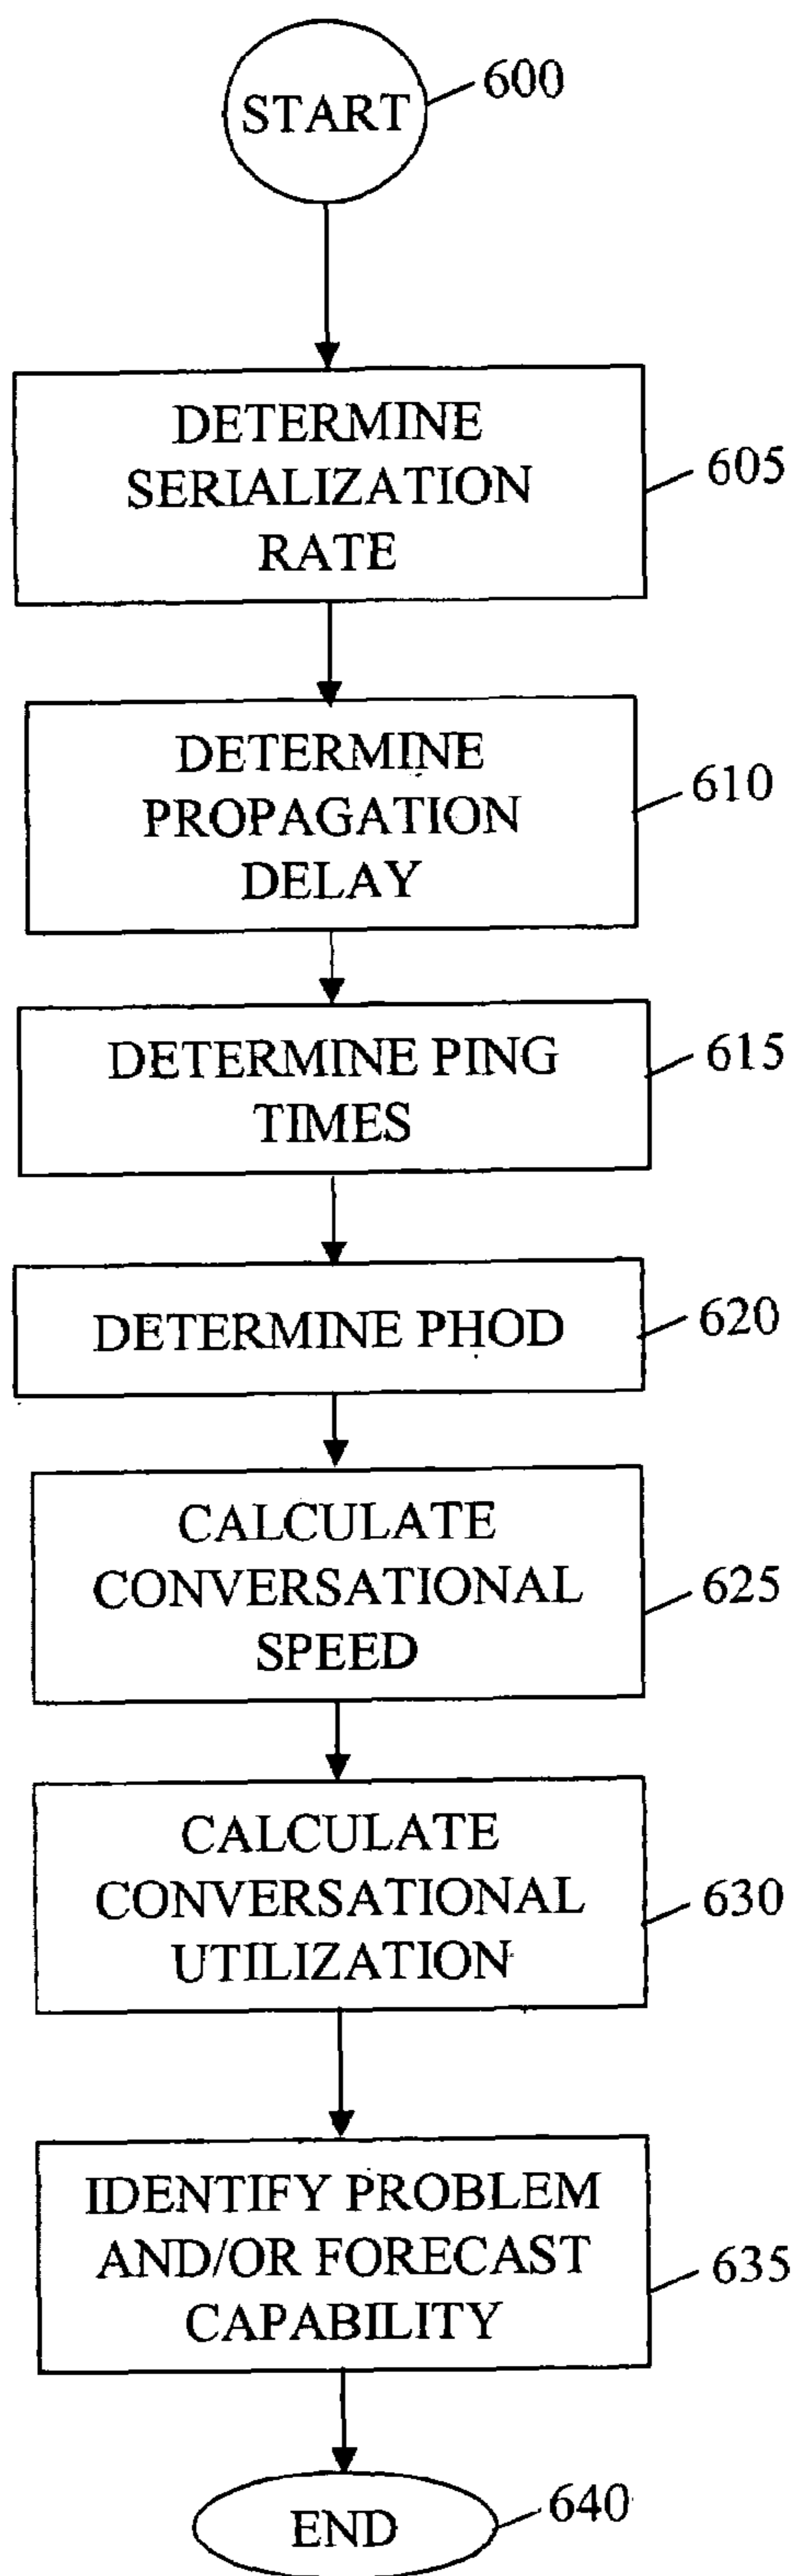 START
600
DETERMINE
SERIALIZATION
RATE
605
DETERMINE
PROPAGATION
DELAY
610
DETERMINE PING
TIMES
615
DETERMINE PHOD
620
CALCULATE
CONVERSATIONAL
SPEED
625
CALCULATE
CONVERSATIONAL
UTILIZATION
630
IDENTIFY PROBLEM
AND/OR FORECAST
CAPABILITY
635
END
640